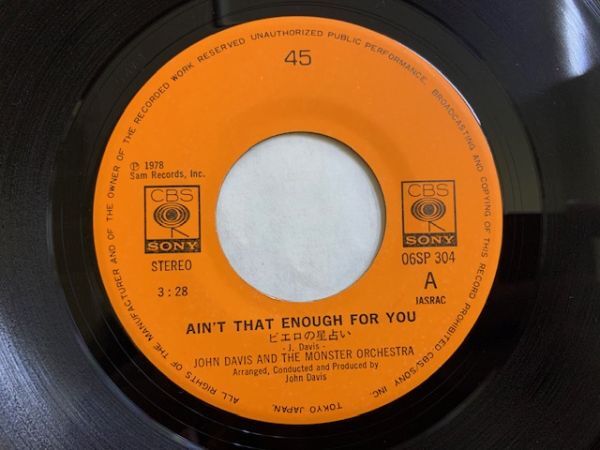 ALL RIGHTS OF THE MANUFACTURER AND OF THE OWNER OF THE RECORDED WORK RESERVED UNAUTHORIZED PUBLIC PERFORMANCE, BROADCASTING AND COPYING OF THIS RECORD PROHIBITED CBS/SONY INC.
TOKYO JAPAN.
45
℗ 1978
Sam Records, Inc.
CBS
SONY
STEREO
3:28
CBS
SONY
06SP 304
A
JASRAC
AIN'T THAT ENOUGH FOR YOU
ピエロの星占い
- J. Davis -
JOHN DAVIS AND THE MONSTER ORCHESTRA
Arranged, Conducted and Produced by
John Davis